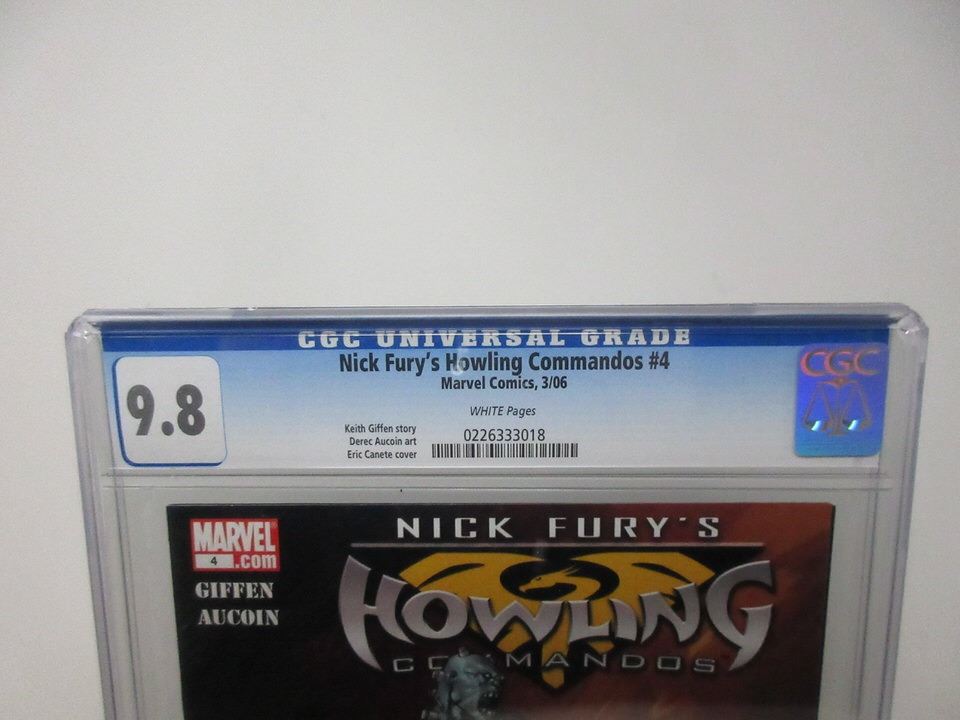 CGC UNIVERSAL GRADE
Nick Fury's Howling Commandos #4
Marvel Comics, 3/06
9.8
CGC
WHITE Pages
Keith Giffen story
Derec Aucoin art
Eric Canete cover
0226333018
NICK FURY'S
HOWLING
COMMANDOS
MARVEL
4 .com
GIFFEN
AUCOIN